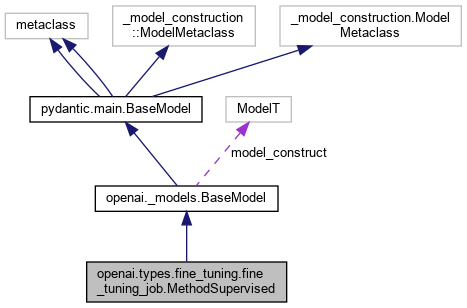 metaclass
_model_construction
::ModelMetaclass
_model_construction.Model
Metaclass
pydantic.main.BaseModel
ModelT
model_construct
openai._models.BaseModel
openai.types.fine_tuning.fine
_tuning_job.MethodSupervised